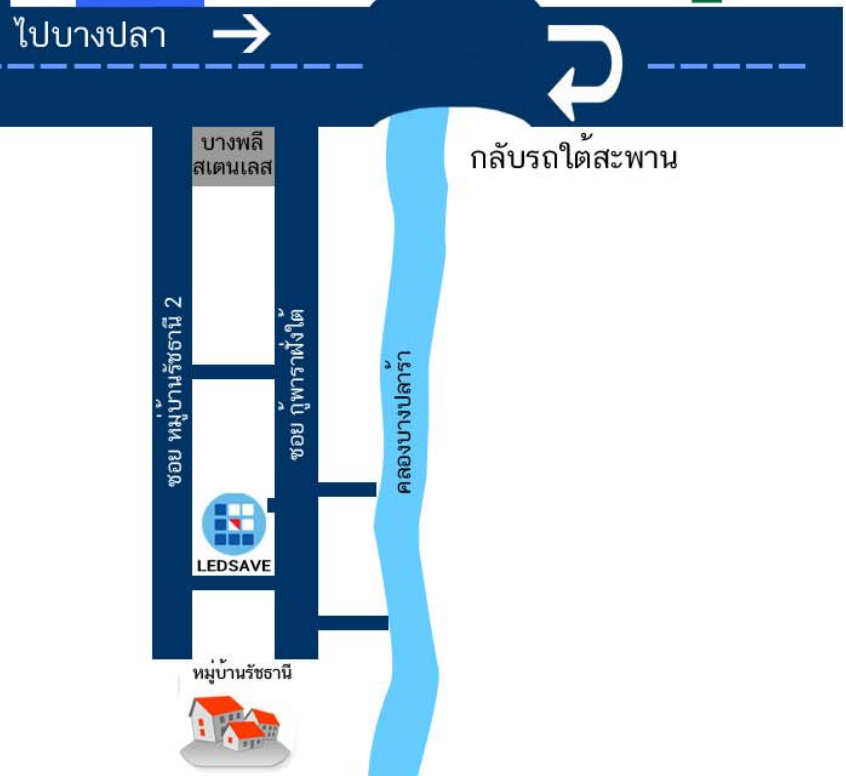 ไปบางปลา
กลับรถใต้สะพาน
บางพลี
สเตนเลส
ซอย หมู่บ้านรัชธานี 2
ซอย กู้พาราฝั่งใต้
คลองบางปลาร้า
LEDSAVE
หมู่บ้านรัชธานี